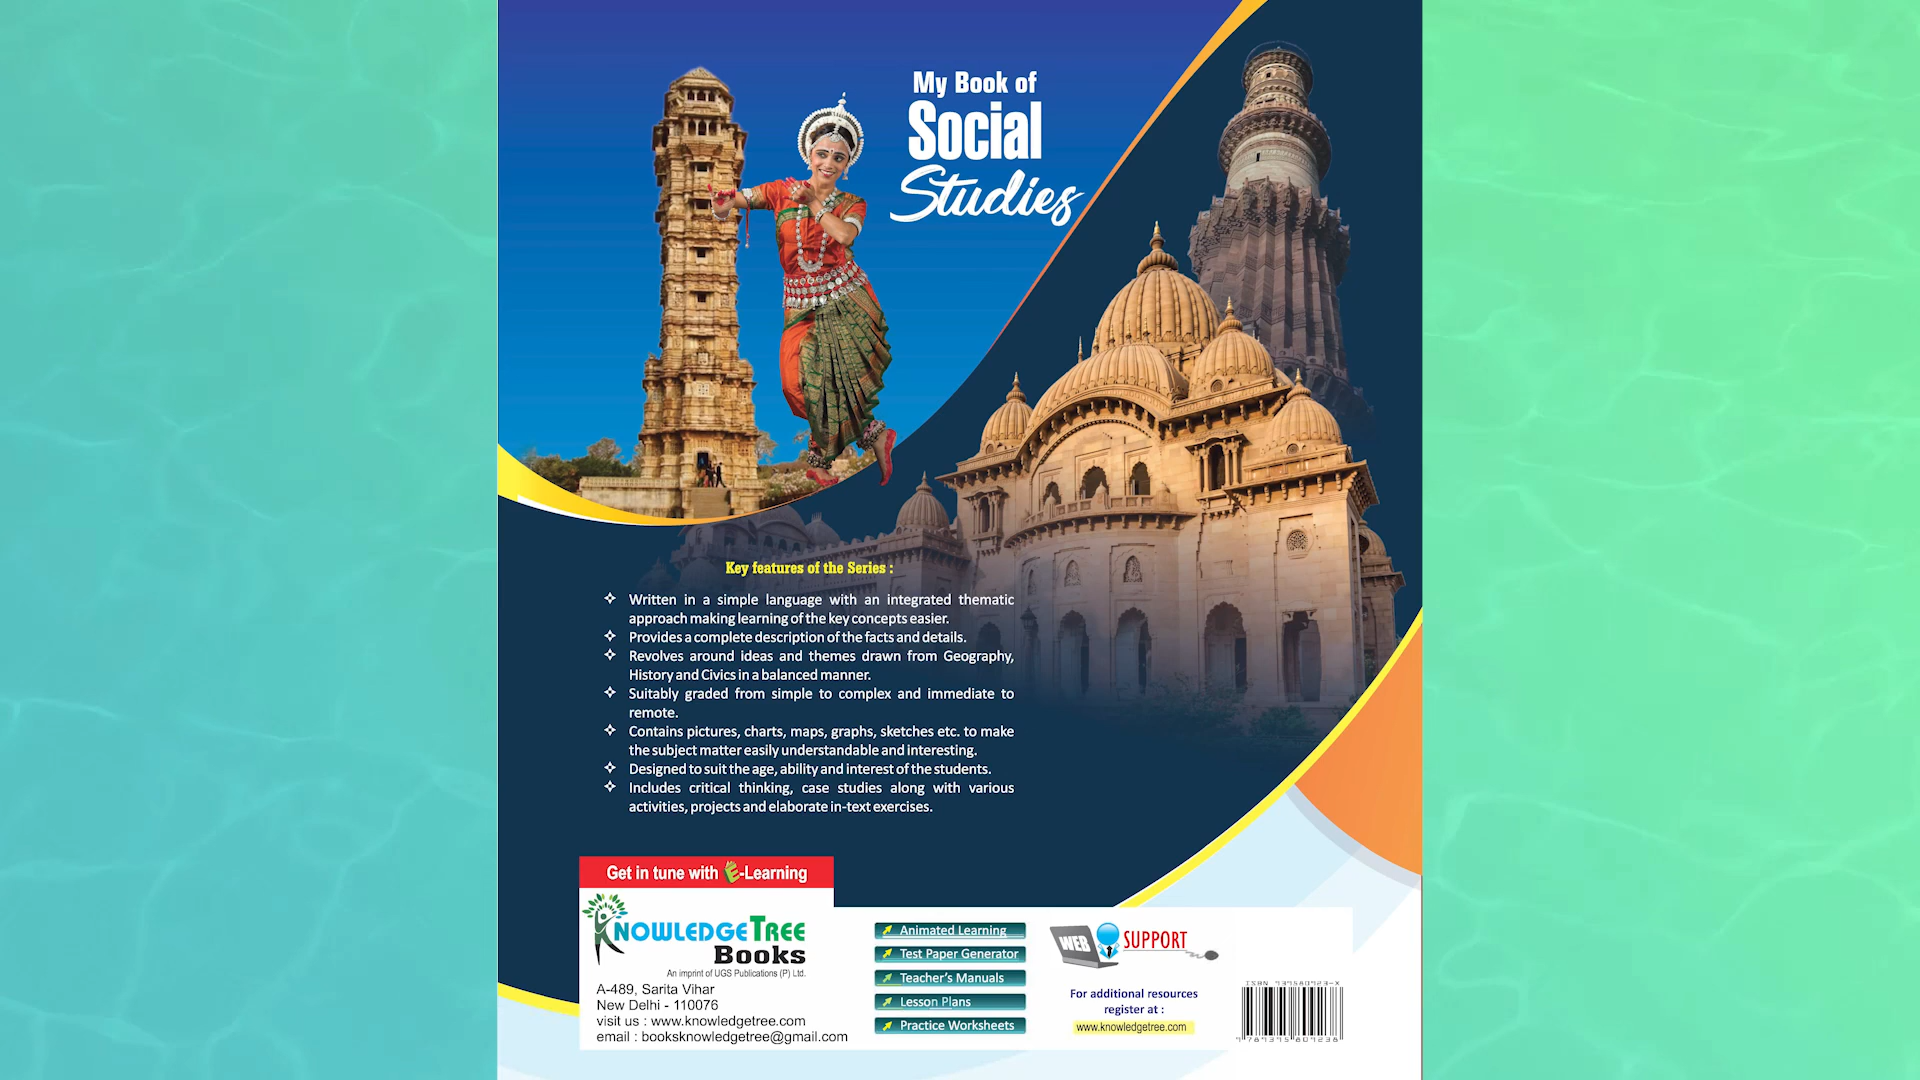 My Book of
Social
Studies
Key features of the Series :
Written in a simple language with an integrated thematic
approach making learning of the key concepts easier.
Provides a complete description of the facts and details.
Revolves around ideas and themes drawn from Geography,
History and Civics in a balanced manner.
Suitably graded from simple to complex and immediate to
remote.
Contains pictures, charts, maps, graphs, sketches etc. to make
the subject matter easily understandable and interesting.
Designed to suit the age, ability and interest of the students.
Includes critical thinking, case studies along with various
activities, projects and elaborate in-text exercises.
Get in tune with E-Learning
KNOWLEDGETREE
Books
An imprint of UGS Publications (P) Ltd.
A-489, Sarita Vihar
New Delhi - 110076
visit us : www.knowledgetree.com
email : booksknowledgetree@gmail.com
Animated Learning
Test Paper Generator
Teacher's Manuals
Lesson Plans
Practice Worksheets
WEB SUPPORT
For additional resources
register at :
www.knowledgetree.com